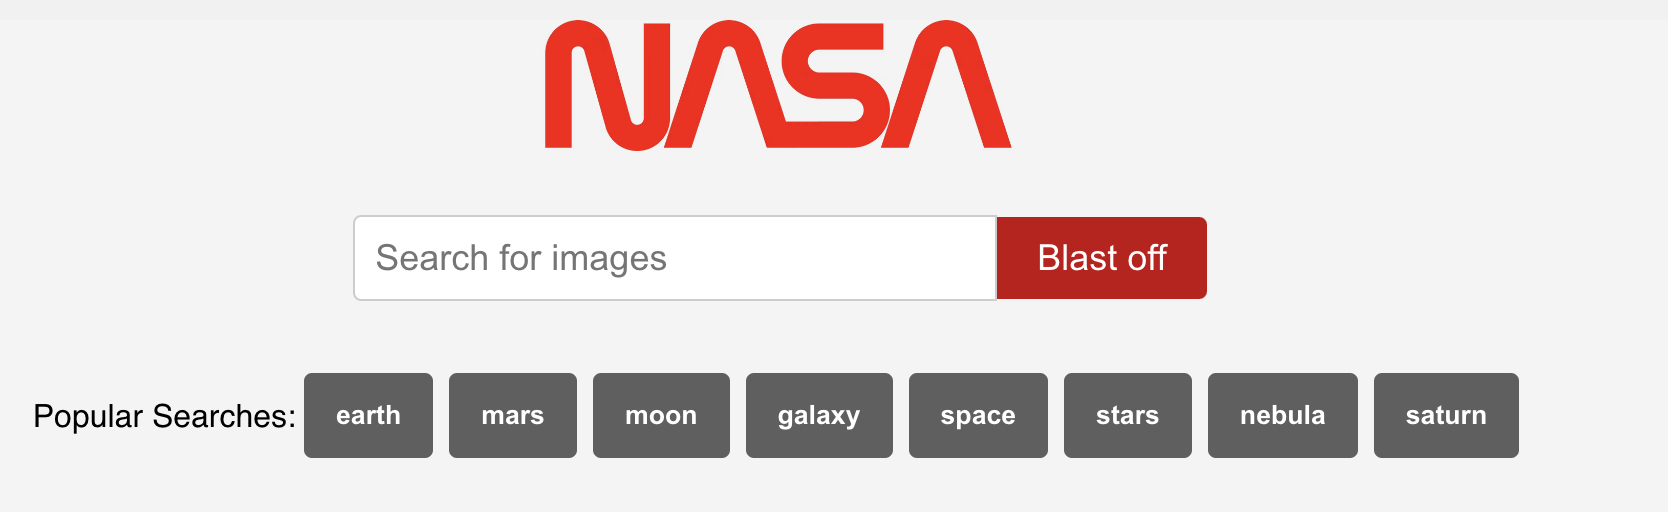 NASA
Search for images
Blast off
Popular Searches: earth mars moon galaxy space stars nebula saturn